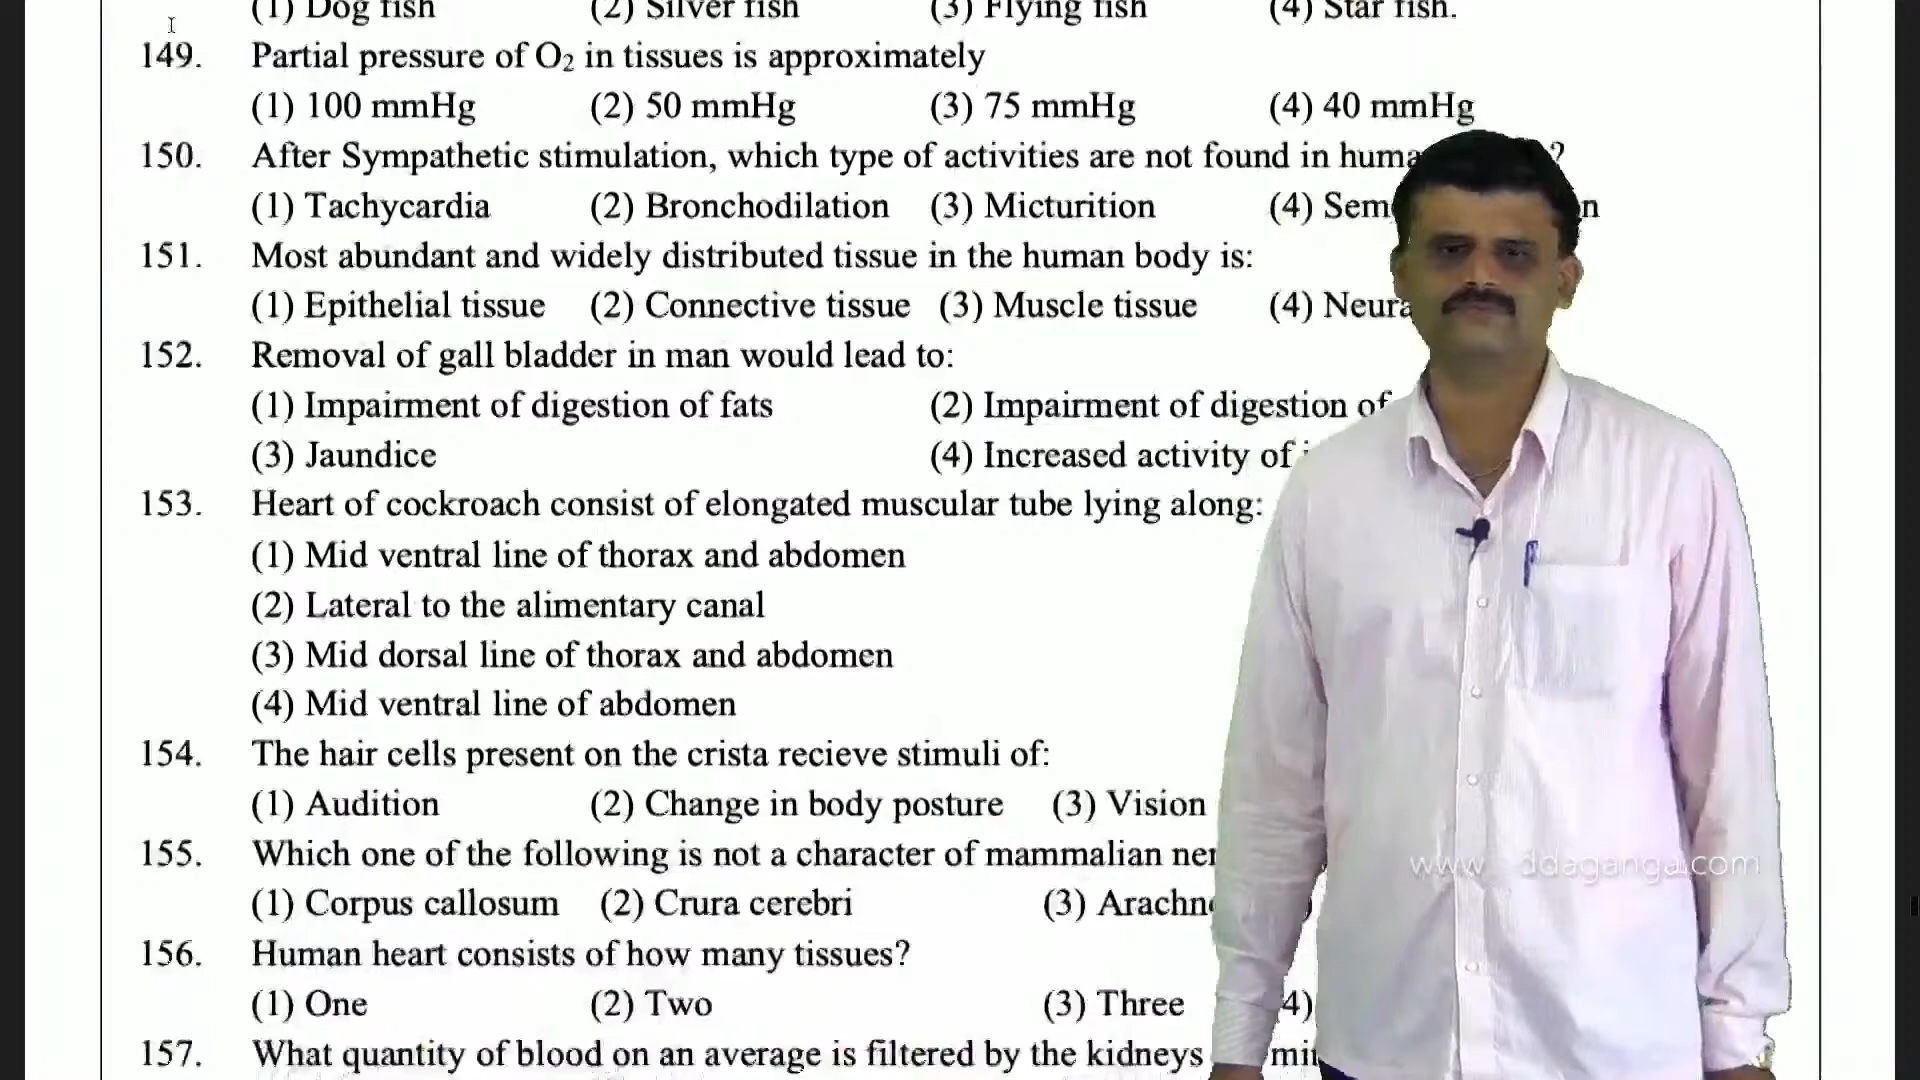 (1) Dog fish (2) Silver fish (3) Flying fish (4) Star fish.
149. Partial pressure of O₂ in tissues is approximately
(1) 100 mmHg (2) 50 mmHg (3) 75 mmHg (4) 40 mmHg
150. After Sympathetic stimulation, which type of activities are not found in ?
(1) Tachycardia (2) Bronchodilation (3) Micturition (4)
151. Most abundant and widely distributed tissue in the human body is:
(1) Epithelial tissue (2) Connective tissue (3) Muscle tissue (4)
152. Removal of gall bladder in man would lead to:
(1) Impairment of digestion of fats (2) Impairment of digestion of
(3) Jaundice (4) Increased activity of
153. Heart of cockroach consist of elongated muscular tube lying along:
(1) Mid ventral line of thorax and abdomen
(2) Lateral to the alimentary canal
(3) Mid dorsal line of thorax and abdomen
(4) Mid ventral line of abdomen
154. The hair cells present on the crista recieve stimuli of:
(1) Audition (2) Change in body posture (3) Vision
155. Which one of the following is not a character of mammalian
(1) Corpus callosum (2) Crura cerebri (3)
156. Human heart consists of how many tissues?
(1) One (2) Two (3) Three 4)
157. What quantity of blood on an average is filtered by the kidneys